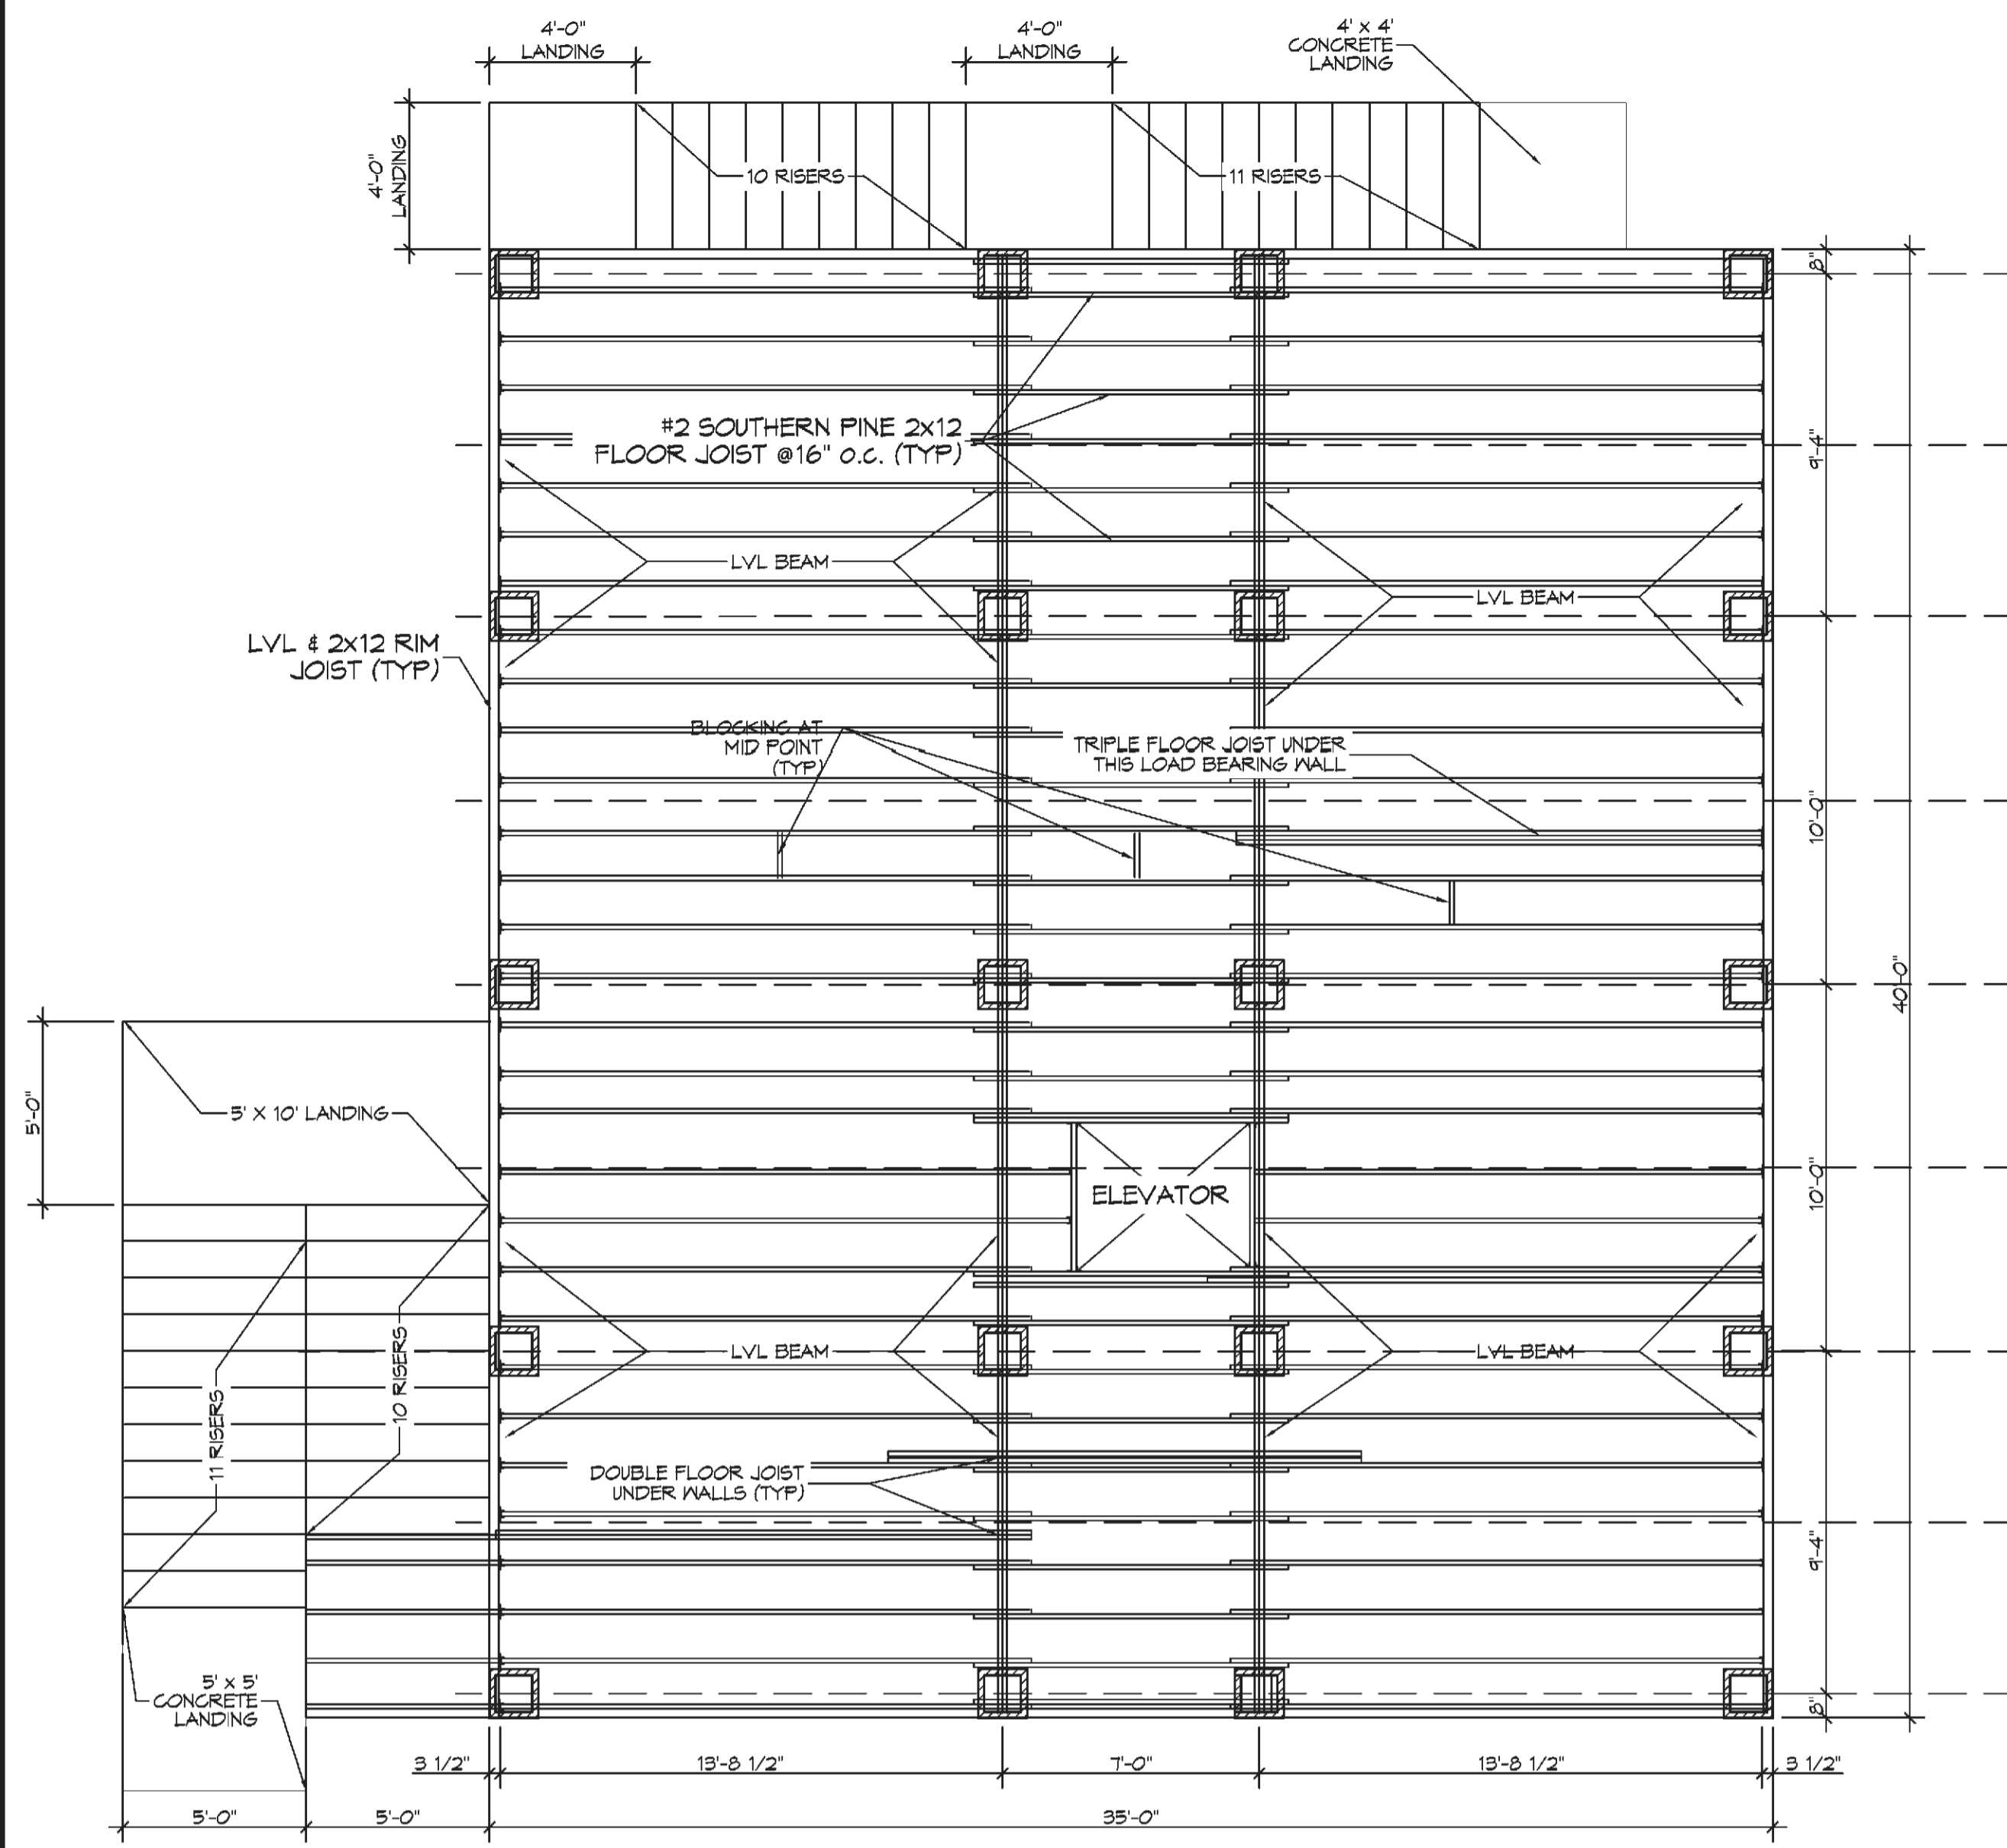 4'-0"
LANDING
4'-0"
LANDING
4' x 4'
CONCRETE
LANDING
4'-0"
LANDING
10 RISERS
11 RISERS
8"
#2 SOUTHERN PINE 2x12
FLOOR JOIST @16" O.C. (TYP)
9'-4"
LVL BEAM
LVL BEAM
LVL & 2x12 RIM
JOIST (TYP)
BLOCKING AT
MID POINT
(TYP)
TRIPLE FLOOR JOIST UNDER
THIS LOAD BEARING WALL
10'-0"
40'-0"
5'-0"
5' X 10' LANDING
ELEVATOR
10'-0"
11 RISERS
10 RISERS
LVL BEAM
LVL BEAM
DOUBLE FLOOR JOIST
UNDER WALLS (TYP)
9'-4"
5' x 5'
CONCRETE
LANDING
8"
3 1/2"
13'-8 1/2"
7'-0"
13'-8 1/2"
3 1/2"
5'-0"
5'-0"
35'-0"